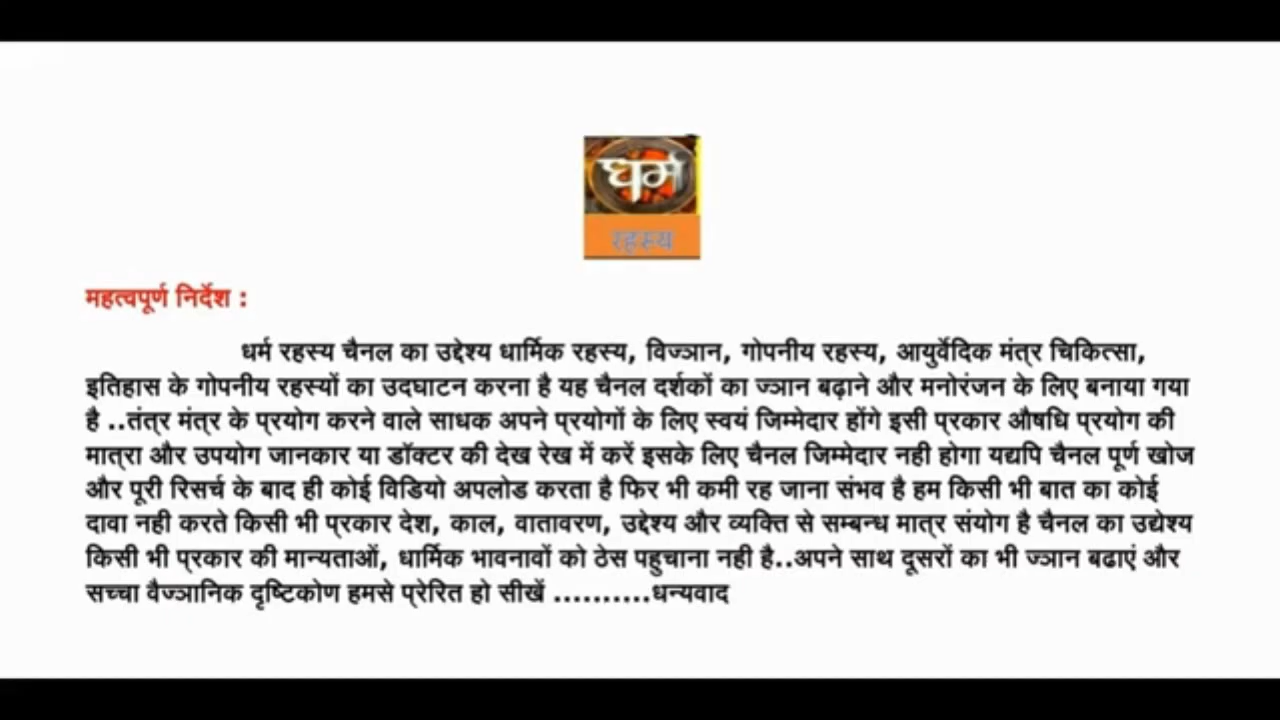 धर्म
रहस्य
महत्वपूर्ण निर्देश :
धर्म रहस्य चैनल का उद्देश्य धार्मिक रहस्य, विज्ञान, गोपनीय रहस्य, आयुर्वेदिक मंत्र चिकित्सा,
इतिहास के गोपनीय रहस्यों का उदघाटन करना है यह चैनल दर्शकों का ज्ञान बढ़ाने और मनोरंजन के लिए बनाया गया
है ..तंत्र मंत्र के प्रयोग करने वाले साधक अपने प्रयोगों के लिए स्वयं जिम्मेदार होंगे इसी प्रकार औषधि प्रयोग की
मात्रा और उपयोग जानकार या डॉक्टर की देख रेख में करें इसके लिए चैनल जिम्मेदार नही होगा यद्यपि चैनल पूर्ण खोज
और पूरी रिसर्च के बाद ही कोई विडियो अपलोड करता है फिर भी कमी रह जाना संभव है हम किसी भी बात का कोई
दावा नही करते किसी भी प्रकार देश, काल, वातावरण, उद्देश्य और व्यक्ति से सम्बन्ध मात्र संयोग है चैनल का उद्येश्य
किसी भी प्रकार की मान्यताओं, धार्मिक भावनावों को ठेस पहुचाना नही है..अपने साथ दूसरों का भी ज्ञान बढाएं और
सच्चा वैज्ञानिक दृष्टिकोण हमसे प्रेरित हो सीखें ..........धन्यवाद